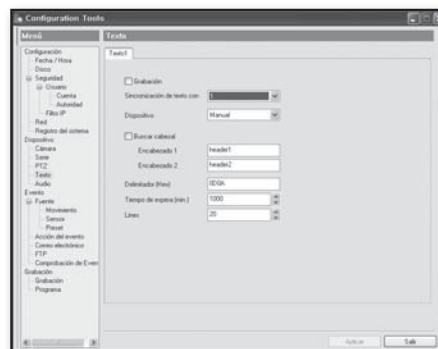 Configuration Tools
Menú
Texto
Configuración
Fecha / Hora
Disco
Seguridad
Usuario
Cuenta
Autoridad
Filtro IP
Red
Registro del sistema
Dispositivo
Cámara
Serie
PTZ
Texto
Audio
Evento
Fuente
Movimiento
Sensor
Preset
Acción del evento
Correo electrónico
FTP
Comprobación de Even
Grabación
Grabación
Programa
Texto1
Grabación
Sincronización de texto con
1
Dispositivo
Manual
Buscar cabezal
Encabezado 1
header1
Encabezado 2
header2
Delimitador (Hex)
0D0A
Tiempo de espera (min.)
1000
Lines
20
Aplicar
Salir